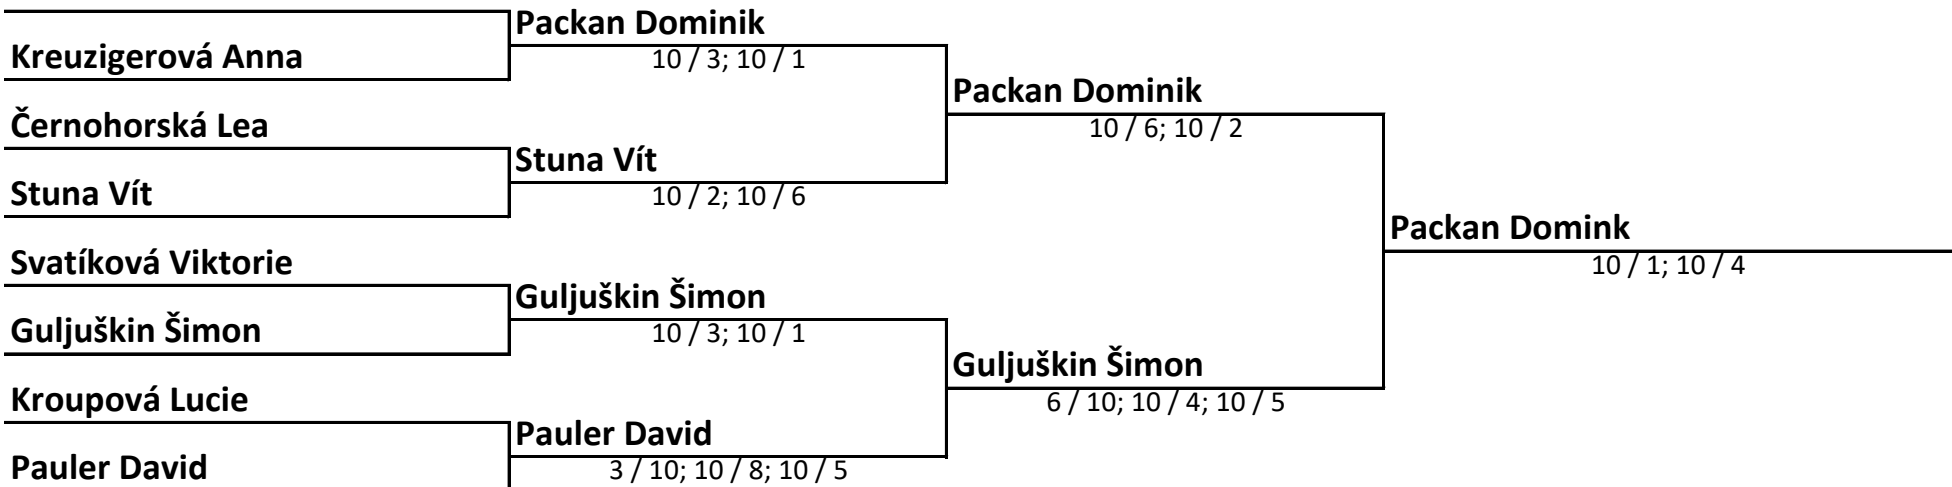 Packan Dominik
Kreuzigerová Anna
10 / 3; 10 / 1
Packan Dominik
Černohorská Lea
10 / 6; 10 / 2
Stuna Vít
Stuna Vít
10 / 2; 10 / 6
Packan Domink
Svatíková Viktorie
10 / 1; 10 / 4
Guljuškin Šimon
Guljuškin Šimon
10 / 3; 10 / 1
Guljuškin Šimon
Kroupová Lucie
6 / 10; 10 / 4; 10 / 5
Pauler David
Pauler David
3 / 10; 10 / 8; 10 / 5